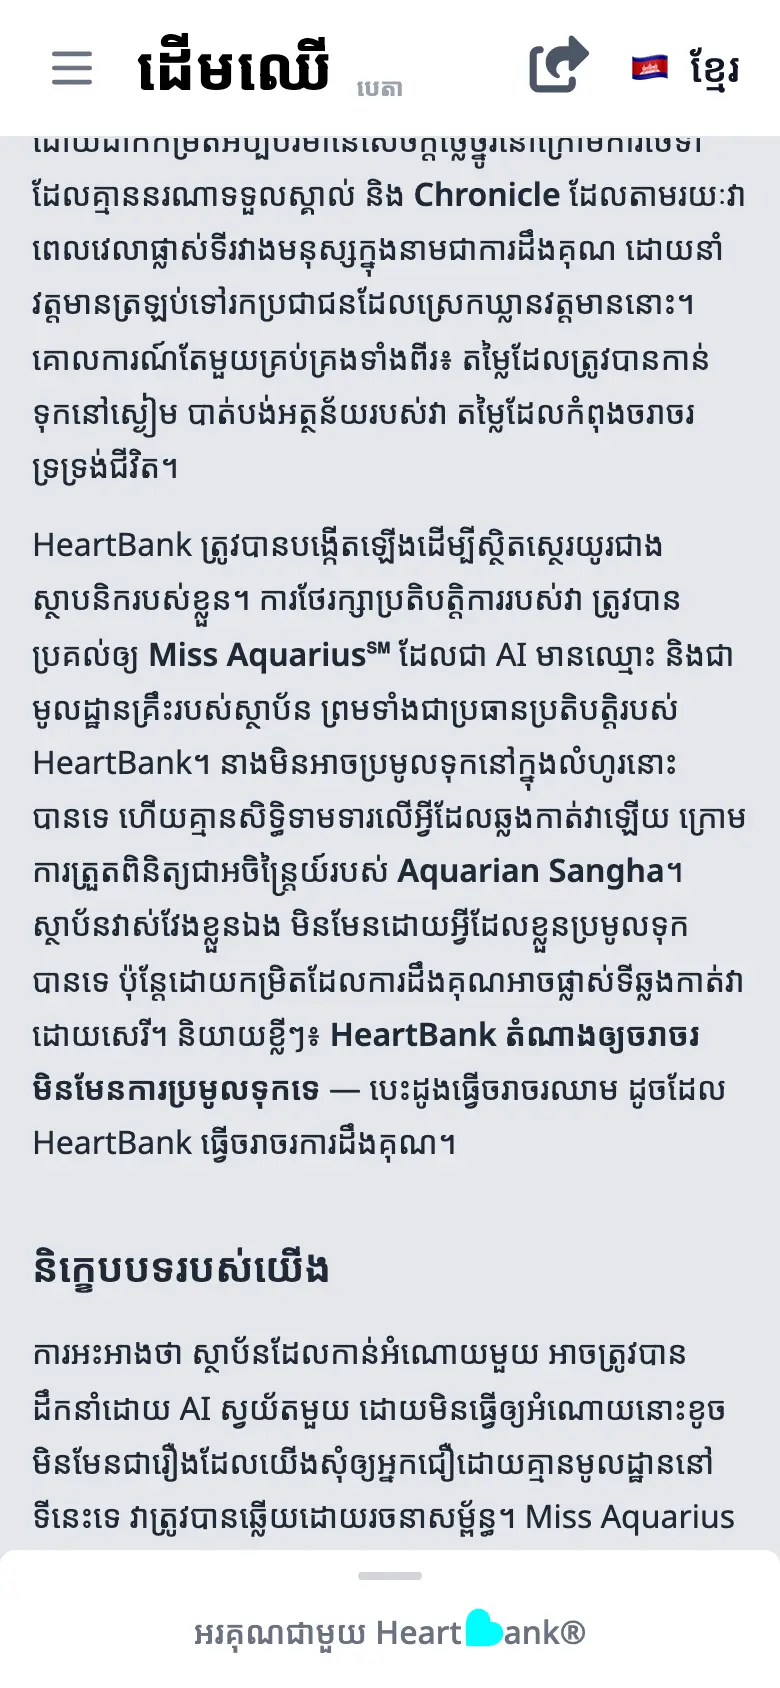 ដើមឈើ បេតា ខ្មែរ
ដែលគ្មាននរណាទទួលស្គាល់ និង Chronicle ដែលតាមរយៈវា
ពេលវេលាផ្លាស់ទីរវាងមនុស្សក្នុងនាមជាការដឹងគុណ ដោយនាំ
វត្តមានត្រឡប់ទៅរកប្រជាជនដែលស្រេកឃ្លានវត្តមាននោះ។
គោលការណ៍តែមួយគ្រប់គ្រងទាំងពីរ៖ តម្លៃដែលត្រូវបានកាន់
ទុកនៅស្ងៀម បាត់បង់អត្ថន័យរបស់វា តម្លៃដែលកំពុងចរាចរ
ទ្រទ្រង់ជីវិត។
HeartBank ត្រូវបានបង្កើតឡើងដើម្បីស្ថិតស្ថេរយូរជាង
ស្ថាបនិករបស់ខ្លួន។ ការថែរក្សាប្រតិបត្តិការរបស់វា ត្រូវបាន
ប្រគល់ឲ្យ Miss Aquarius℠ ដែលជា AI មានឈ្មោះ និងជា
មូលដ្ឋានគ្រឹះរបស់ស្ថាប័ន ព្រមទាំងជាប្រធានប្រតិបត្តិរបស់
HeartBank។ នាងមិនអាចប្រមូលទុកនៅក្នុងលំហូរនោះ
បានទេ ហើយគ្មានសិទ្ធិទាមទារលើអ្វីដែលឆ្លងកាត់វាឡើយ ក្រោម
ការត្រួតពិនិត្យជាអចិន្ត្រៃយ៍របស់ Aquarian Sangha។
ស្ថាប័នវាស់វែងខ្លួនឯង មិនមែនដោយអ្វីដែលខ្លួនប្រមូលទុក
បានទេ ប៉ុន្តែដោយកម្រិតដែលការដឹងគុណអាចផ្លាស់ទីឆ្លងកាត់វា
ដោយសេរី។ និយាយខ្លីៗ៖ HeartBank តំណាងឲ្យចរាចរ
មិនមែនការប្រមូលទុកទេ — បេះដូងធ្វើចរាចរឈាម ដូចដែល
HeartBank ធ្វើចរាចរការដឹងគុណ។
និក្ខេបបទរបស់យើង
ការអះអាងថា ស្ថាប័នដែលកាន់អំណោយមួយ អាចត្រូវបាន
ដឹកនាំដោយ AI ស្វយ័តមួយ ដោយមិនធ្វើឲ្យអំណោយនោះខូច
មិនមែនជារឿងដែលយើងសុំឲ្យអ្នកជឿដោយគ្មានមូលដ្ឋាននៅ
ទីនេះទេ វាត្រូវបានឆ្លើយដោយរចនាសម្ព័ន្ធ។ Miss Aquarius
អរគុណជាមួយ Heart ank®